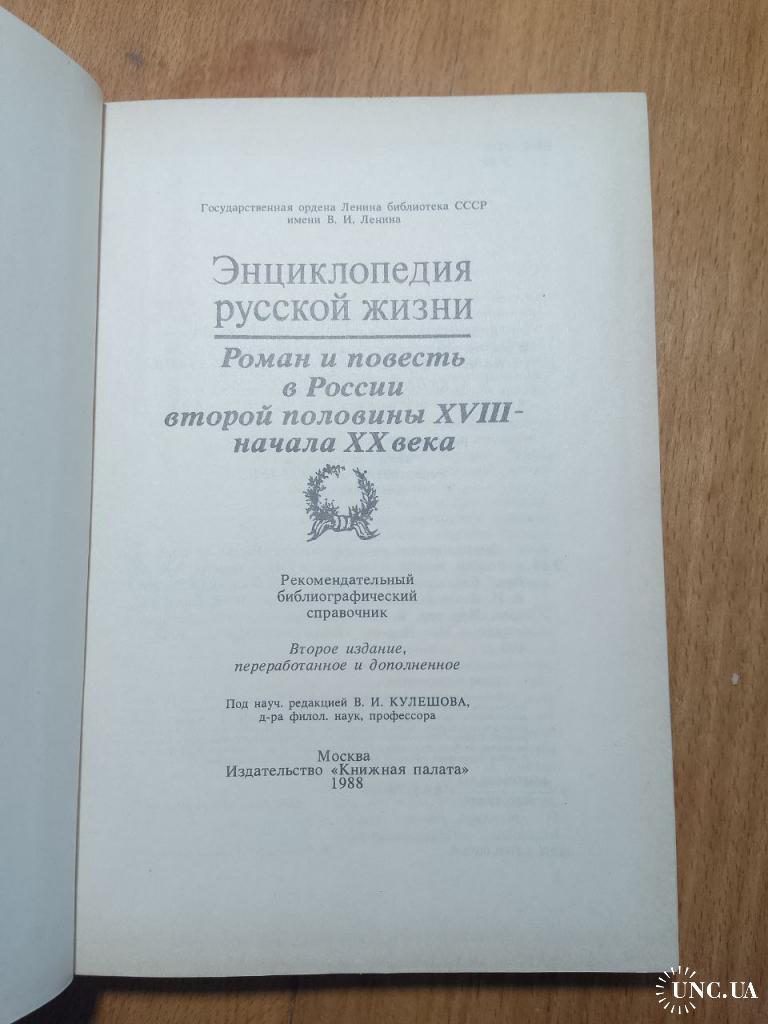 Государственная ордена Ленина библиотека СССР
имени В. И. Ленина
Энциклопедия
русской жизни
Роман и повесть
в России
второй половины XVIII-
начала XX века
Рекомендательный
библиографический
справочник
Второе издание,
переработанное и дополненное
Под науч. редакцией В. И. КУЛЕШОВА,
д-ра филол. наук, профессора
Москва
Издательство «Книжная палата»
1988
UNC.UA